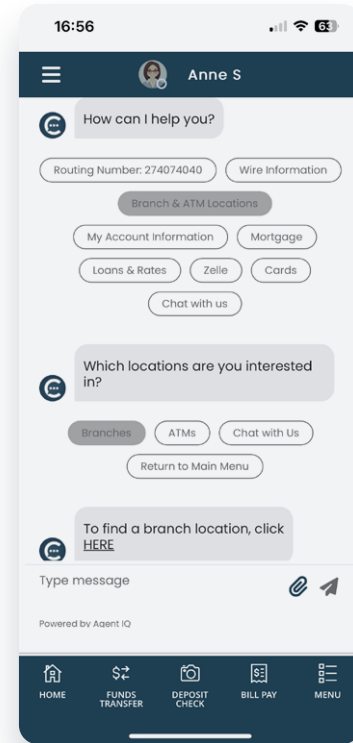 16:56
63
Anne S
How can I help you?
Routing Number: 274074040
Wire Information
Branch & ATM Locations
My Account Information
Mortgage
Loans & Rates
Zelle
Cards
Chat with us
Which locations are you interested
in?
Branches
ATMs
Chat with Us
Return to Main Menu
To find a branch location, click
HERE
Type message
Powered by Agent IQ
HOME
FUNDS
TRANSFER
DEPOSIT
CHECK
BILL PAY
MENU